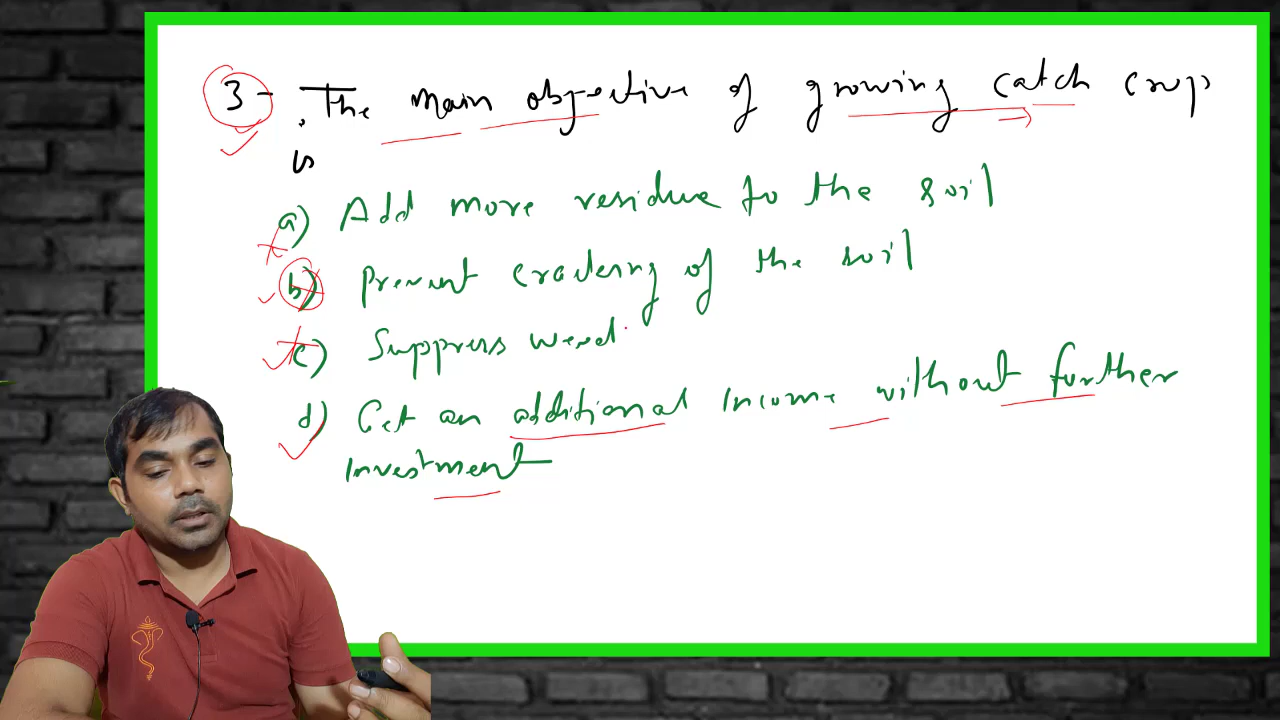 3- The main objective of growing catch crop
is
a) Add more residue to the soil
b) Prevent cracking of the soil
c) Suppress weed
d) Get an additional income without further
investment